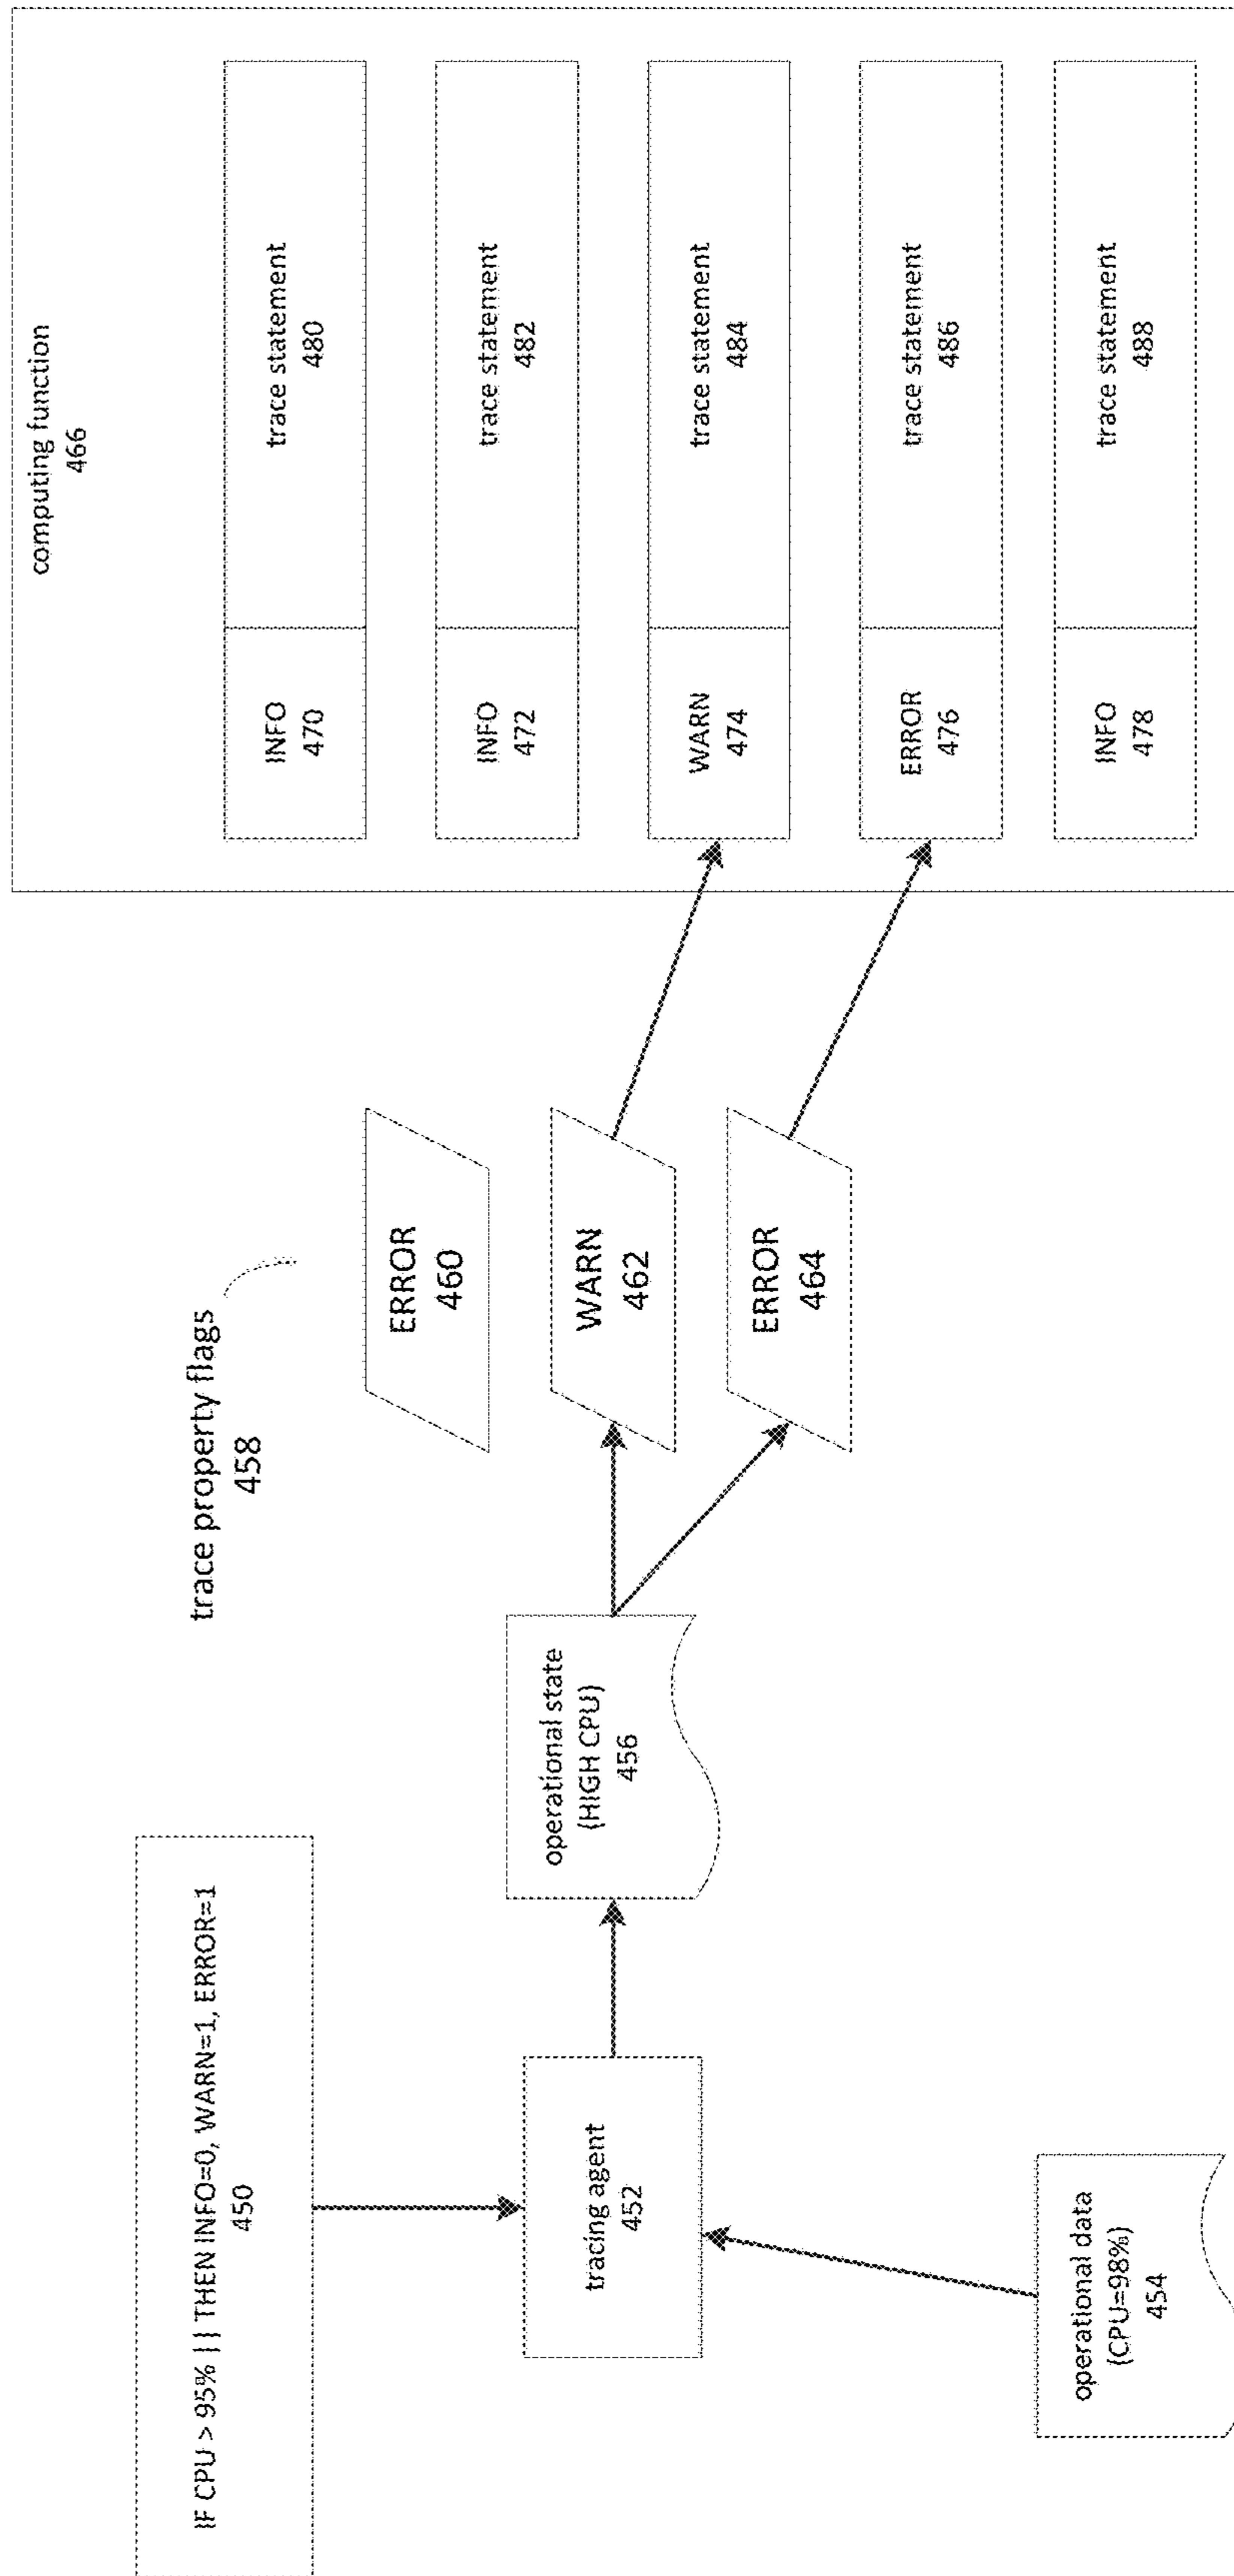 IF CPU > 95% || THEN INFO=0, WARN=1, ERROR=1
450
tracing agent
452
operational data
(CPU=98%)
454
operational state
(HIGH CPU)
456
trace property flags
458
ERROR
460
WARN
462
ERROR
464
computing function
466
INFO
470
trace statement
480
INFO
472
trace statement
482
WARN
474
trace statement
484
ERROR
476
trace statement
486
INFO
478
trace statement
488